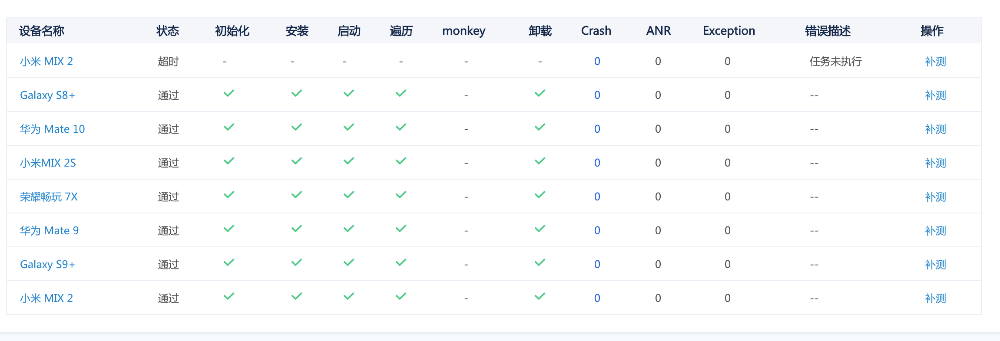 设备名称 状态 初始化 安装 启动 遍历 monkey 卸载 Crash ANR Exception 错误描述 操作
小米 MIX 2 超时 - - - - - - 0 0 0 任务未执行 补测
Galaxy S8+ 通过 ✓ ✓ ✓ ✓ - ✓ 0 0 0 -- 补测
华为 Mate 10 通过 ✓ ✓ ✓ ✓ - ✓ 0 0 0 -- 补测
小米MIX 2S 通过 ✓ ✓ ✓ ✓ - ✓ 0 0 0 -- 补测
荣耀畅玩 7X 通过 ✓ ✓ ✓ ✓ - ✓ 0 0 0 -- 补测
华为 Mate 9 通过 ✓ ✓ ✓ ✓ - ✓ 0 0 0 -- 补测
Galaxy S9+ 通过 ✓ ✓ ✓ ✓ - ✓ 0 0 0 -- 补测
小米 MIX 2 通过 ✓ ✓ ✓ ✓ - ✓ 0 0 0 -- 补测